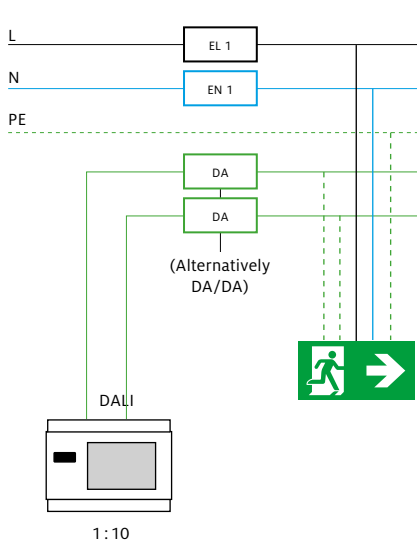 L
EL 1
N
EN 1
PE
DA
DA
(Alternatively
DA/DA)
DALI
1:10